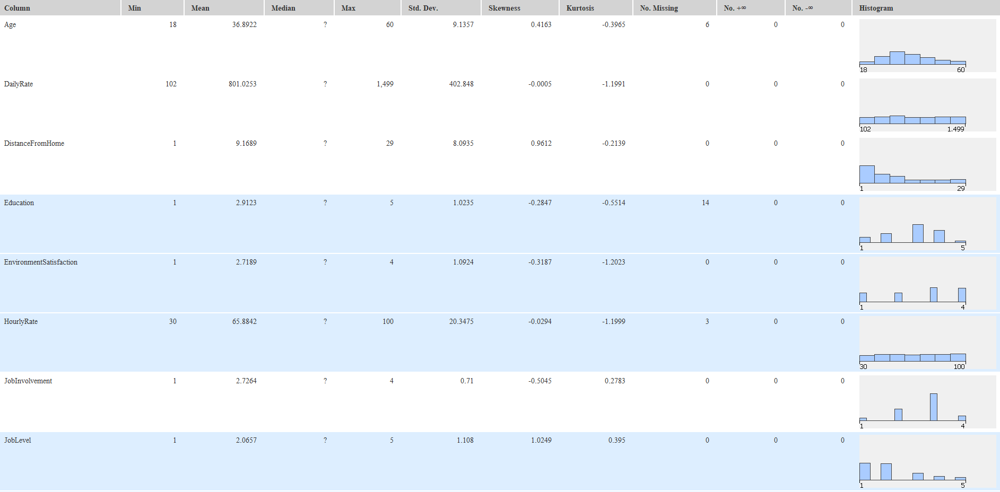 Column Min Mean Median Max Std. Dev. Skewness Kurtosis No. Missing No. +∞ No. -∞ Histogram
Age 18 36.8922 ? 60 9.1357 0.4163 -0.3965 6 0 0
18 60
DailyRate 102 801.0253 ? 1,499 402.848 -0.0005 -1.1991 0 0 0
102 1.499
DistanceFromHome 1 9.1689 ? 29 8.0935 0.9612 -0.2139 0 0 0
1 29
Education 1 2.9123 ? 5 1.0235 -0.2847 -0.5514 14 0 0
1 5
EnvironmentSatisfaction 1 2.7189 ? 4 1.0924 -0.3187 -1.2023 0 0 0
1 4
HourlyRate 30 65.8842 ? 100 20.3475 -0.0294 -1.1999 3 0 0
30 100
JobInvolvement 1 2.7264 ? 4 0.71 -0.5045 0.2783 0 0 0
1 4
JobLevel 1 2.0657 ? 5 1.108 1.0249 0.395 0 0 0
1 5